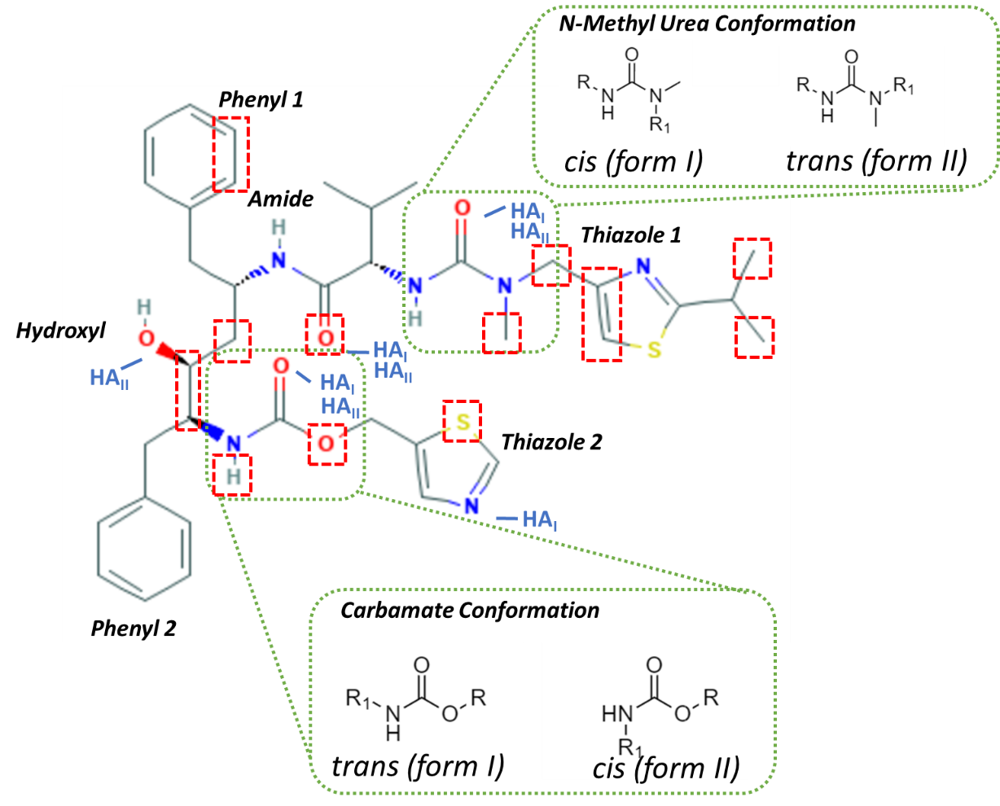 N-Methyl Urea Conformation
O
O
R
N
H
N
R1
R
N
H
N
R1
cis (form I)
trans (form II)
Phenyl 1
Amide
H
N
O
HAI
HAII
Thiazole 1
N
N
H
N
S
Hydroxyl
H
O
HAII
O
HAI
HAII
O
HAI
HAII
N
H
O
S
Thiazole 2
N
HAI
Phenyl 2
Carbamate Conformation
O
O
R1
N
H
O
R
HN
R1
O
R
trans (form I)
cis (form II)